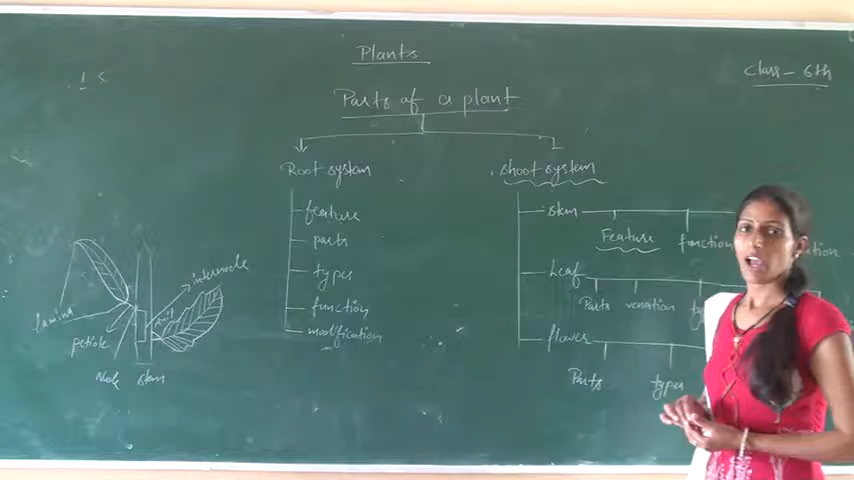 Plants
Class - 6th
Parts of a plant
Root system
feature
parts
types
function
modification
Shoot system
stem
Feature
function
Leaf
Parts
venation
flower
Parts
types
internode
lamina
petiole
Node
stem